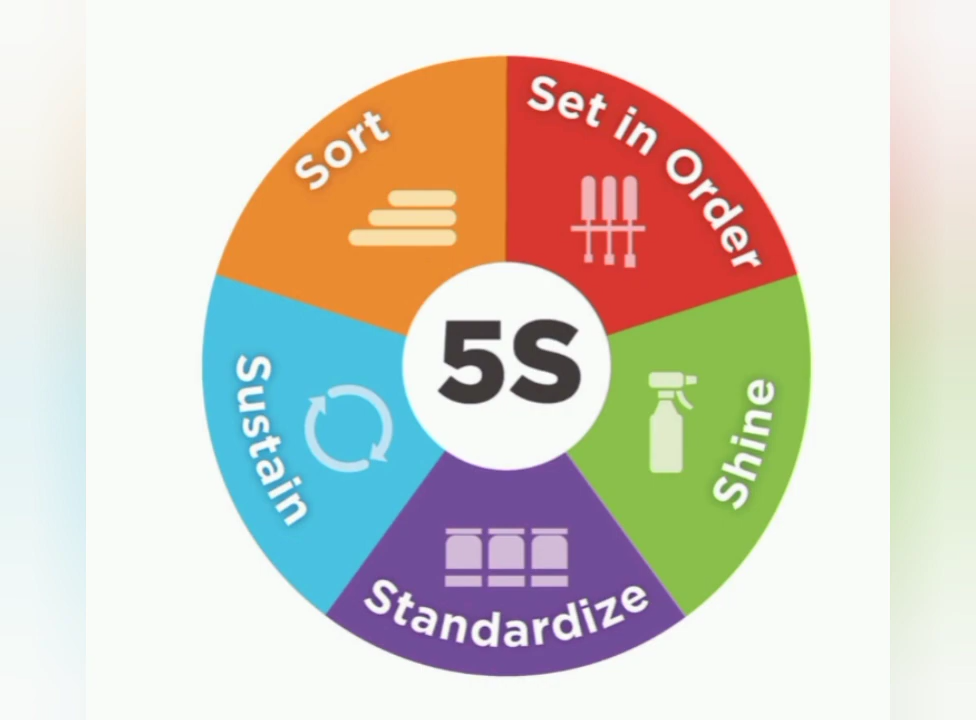 Sort
Set in Order
5S
Sustain
Shine
Standardize